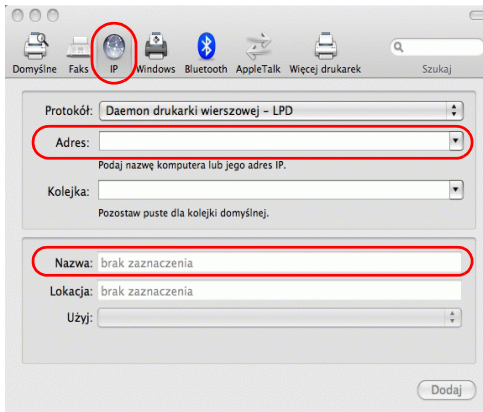 Domyślne Faks IP Windows Bluetooth AppleTalk Więcej drukarek Szukaj
Protokół: Daemon drukarki wierszowej – LPD
Adres:
Podaj nazwę komputera lub jego adres IP.
Kolejka:
Pozostaw puste dla kolejki domyślnej.
Nazwa: brak zaznaczenia
Lokacja: brak zaznaczenia
Użyj:
Dodaj